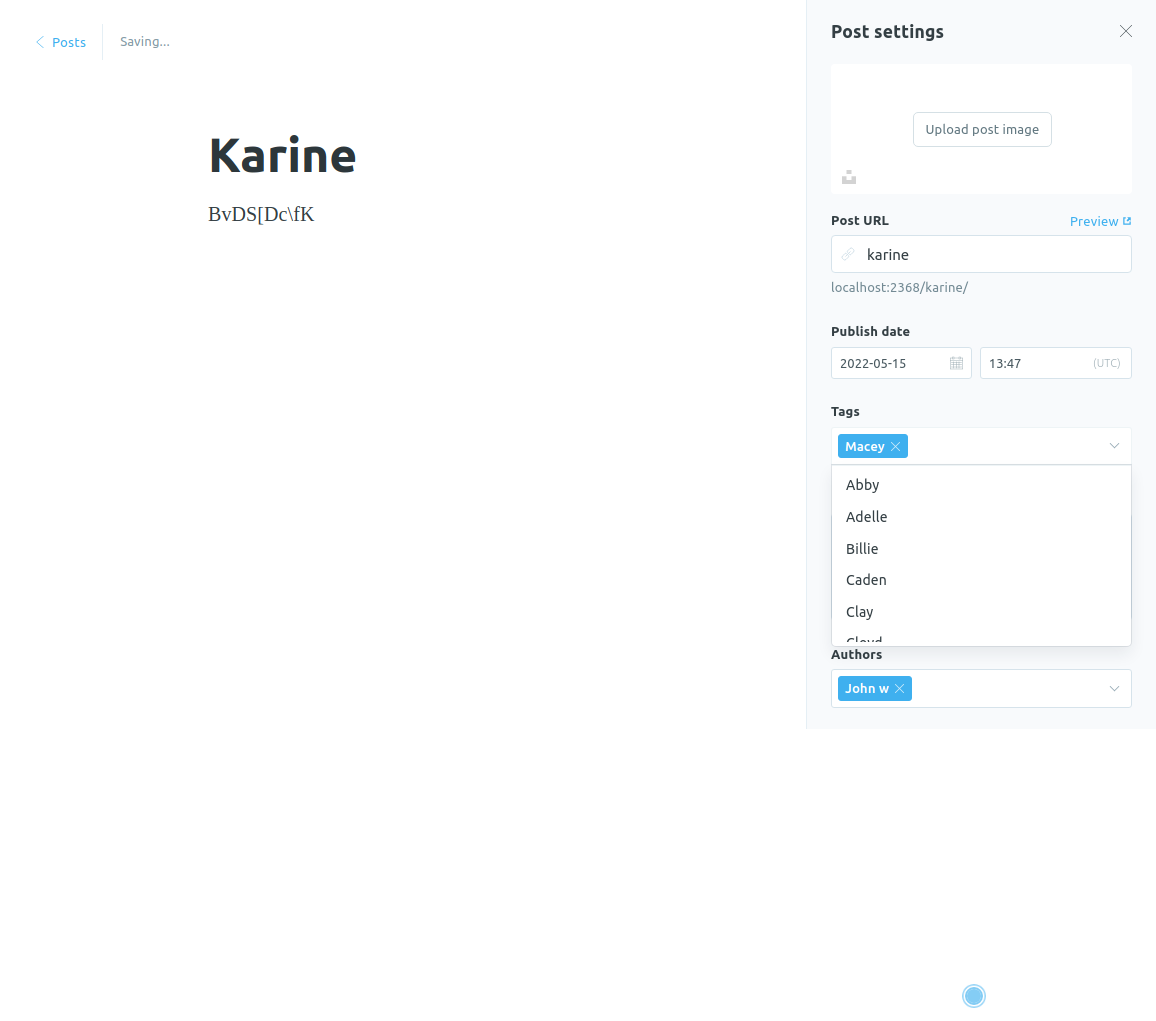 Posts
Saving...
Karine
BvDS[Dc\fK
Post settings
Upload post image
Post URL
Preview
karine
localhost:2368/karine/
Publish date
2022-05-15
13:47
(UTC)
Tags
Macey
Abby
Adelle
Billie
Caden
Clay
Cloyd
Authors
John w